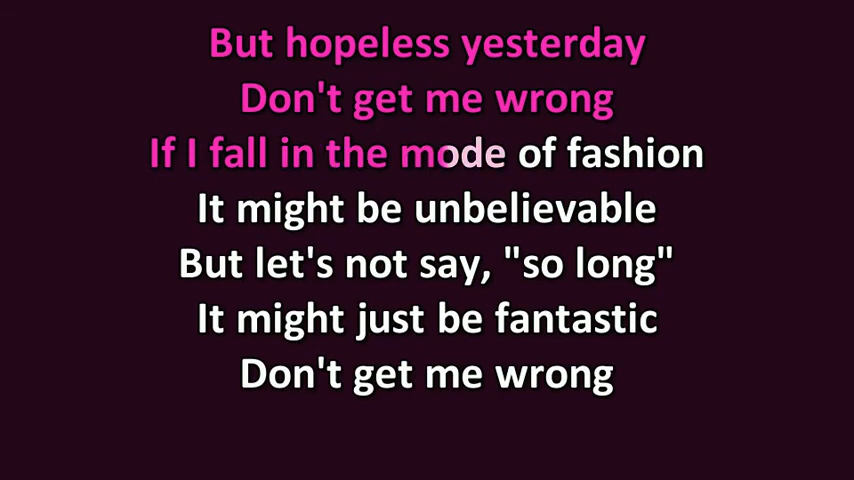 But hopeless yesterday
Don't get me wrong
If I fall in the mode of fashion
It might be unbelievable
But let's not say, "so long"
It might just be fantastic
Don't get me wrong